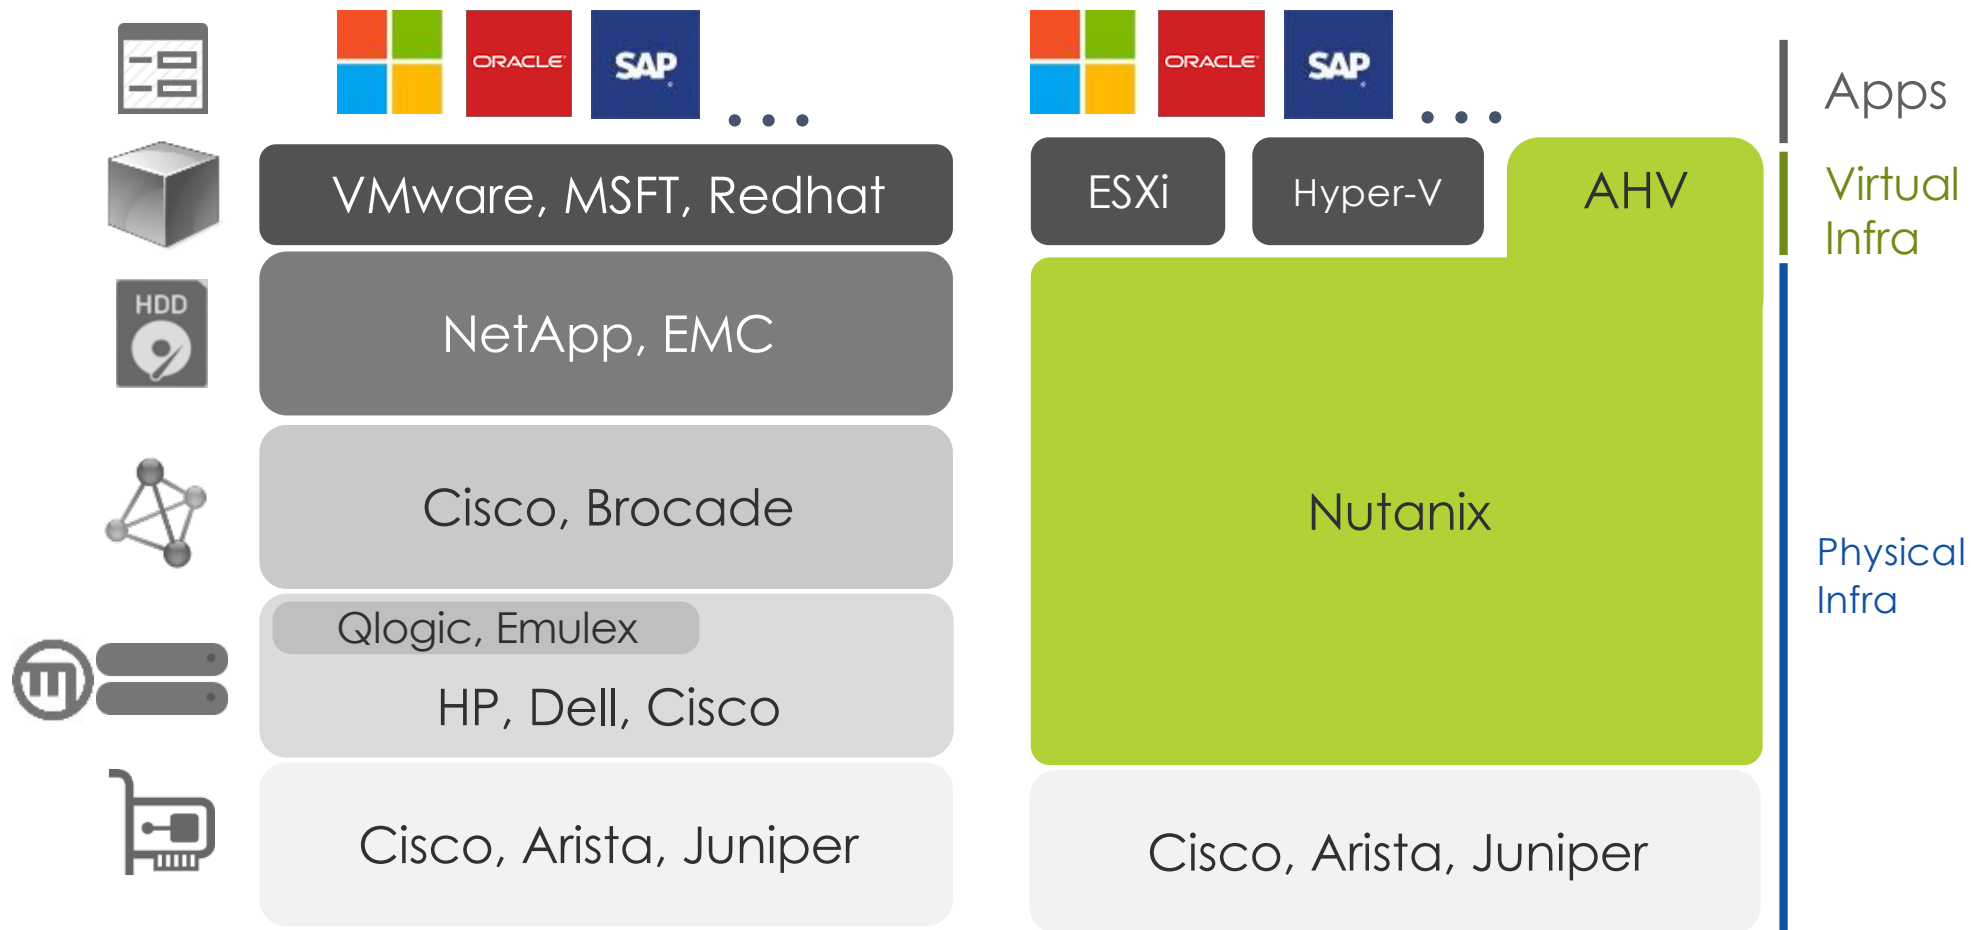 ORACLE
SAP
ORACLE
SAP
Apps
VMware, MSFT, Redhat
ESXi
Hyper-V
AHV
Virtual
Infra
HDD
NetApp, EMC
Cisco, Brocade
Nutanix
Physical
Infra
Qlogic, Emulex
HP, Dell, Cisco
Cisco, Arista, Juniper
Cisco, Arista, Juniper